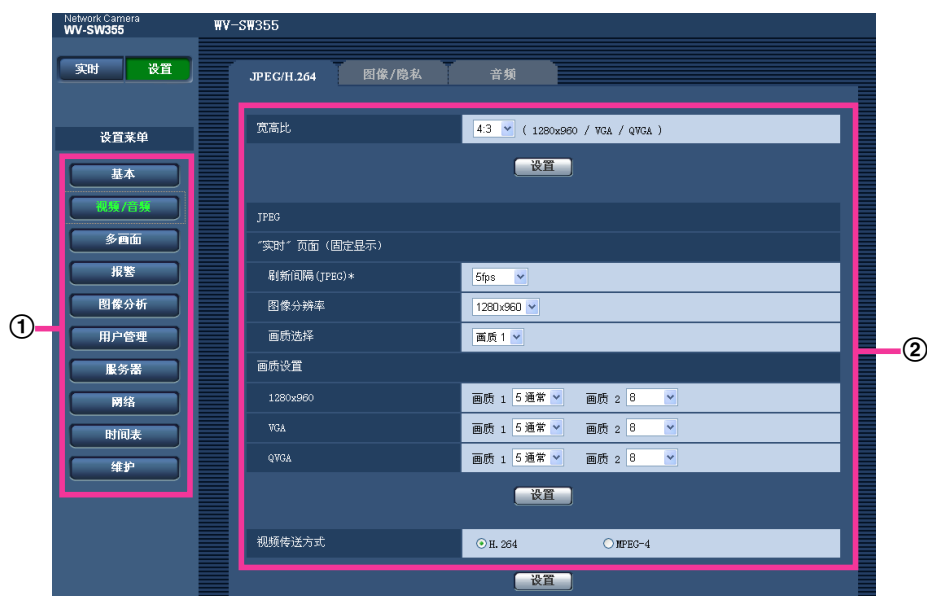 Network Camera
WV-SW355
WV-SW355
实时 设置
JPEG/H.264 图像/隐私 音频
设置菜单
基本
视频/音频
多画面
报警
图像分析
用户管理
服务器
网络
时间表
维护
①
宽高比 4:3 ( 1280x960 / VGA / QVGA )
设置
JPEG
"实时" 页面 (固定显示)
刷新间隔(JPEG)* 5fps
图像分辨率 1280x960
画质选择 画质 1
画质设置
1280x960 画质 1 5 通常 画质 2 8
VGA 画质 1 5 通常 画质 2 8
QVGA 画质 1 5 通常 画质 2 8
设置
视频传送方式 H.264 MPEG-4
设置
②